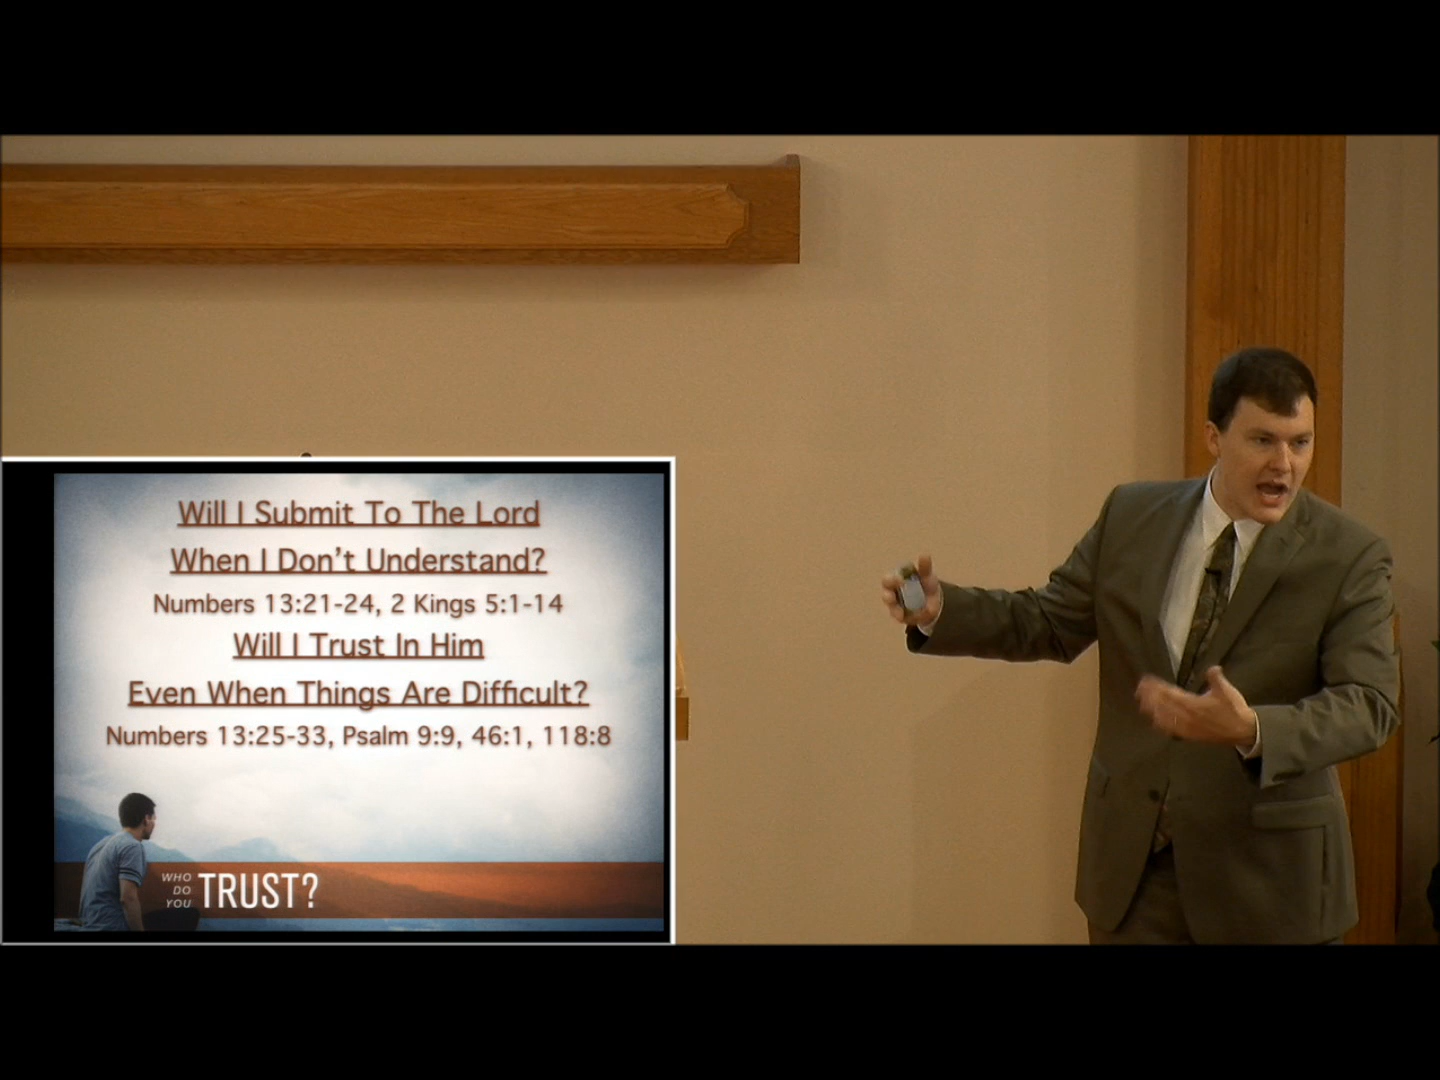 Will I Submit To The Lord
When I Don't Understand?
Numbers 13:21-24, 2 Kings 5:1-14
Will I Trust In Him
Even When Things Are Difficult?
Numbers 13:25-33, Psalm 9:9, 46:1, 118:8
WHO
DO
YOU
TRUST?